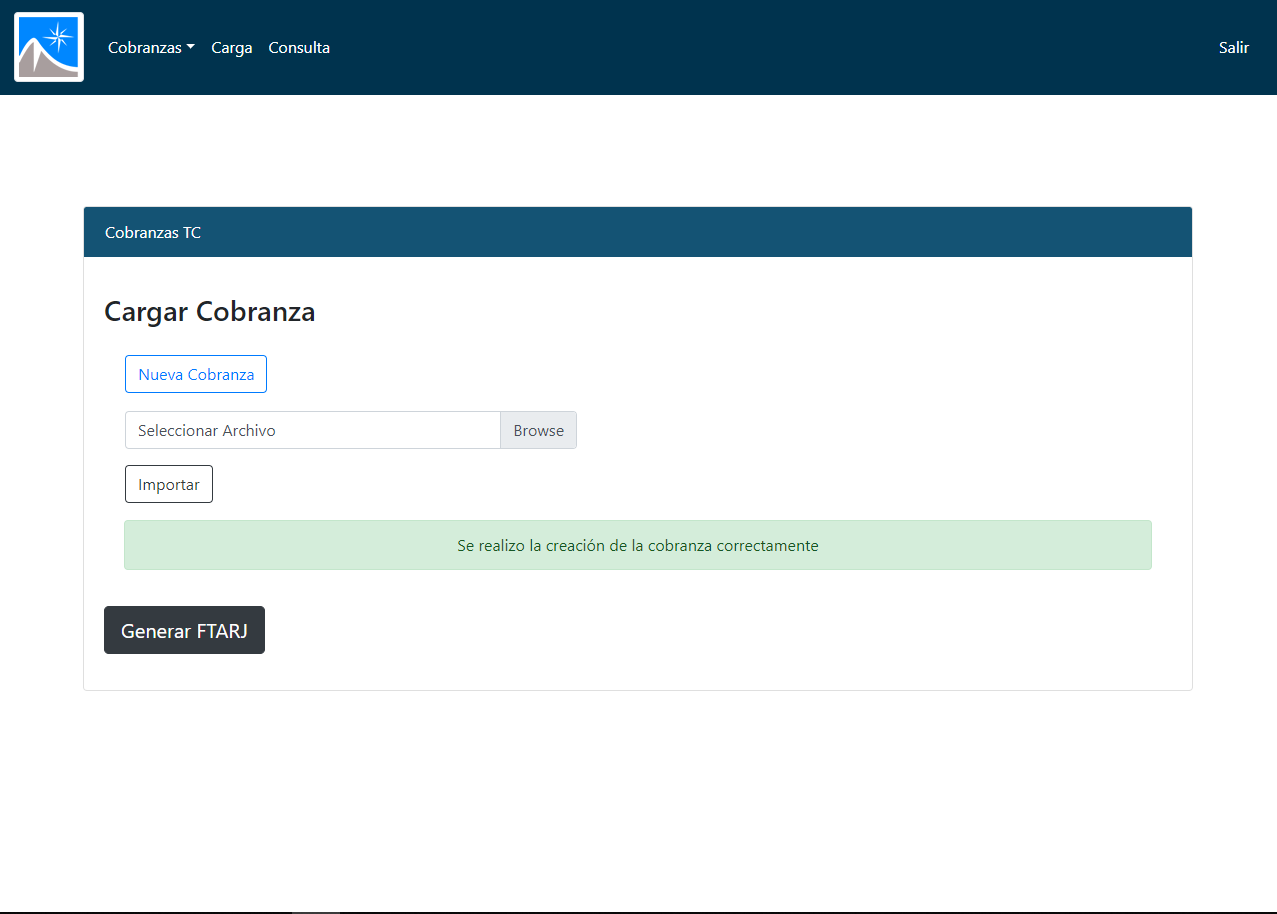 Cobranzas Carga Consulta Salir
Cobranzas TC
Cargar Cobranza
Nueva Cobranza
Seleccionar Archivo Browse
Importar
Se realizo la creación de la cobranza correctamente
Generar FTARJ